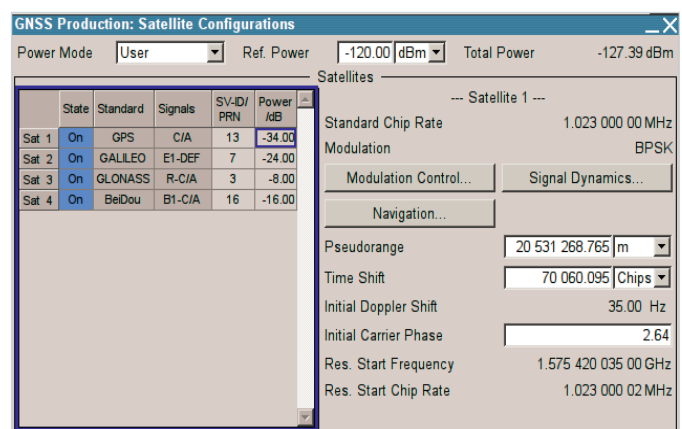 GNSS Production: Satellite Configurations
Power Mode User Ref. Power -120.00 dBm Total Power -127.39 dBm
Satellites
State Standard Signals SV-ID/ PRN Power /dB
Sat 1 On GPS C/A 13 -34.00
Sat 2 On GALILEO E1-DEF 7 -24.00
Sat 3 On GLONASS R-C/A 3 -8.00
Sat 4 On BeiDou B1-C/A 16 -16.00
--- Satellite 1 ---
Standard Chip Rate 1.023 000 00 MHz
Modulation BPSK
Modulation Control... Signal Dynamics...
Navigation...
Pseudorange 20 531 268.765 m
Time Shift 70 060.095 Chips
Initial Doppler Shift 35.00 Hz
Initial Carrier Phase 2.64
Res. Start Frequency 1.575 420 035 00 GHz
Res. Start Chip Rate 1.023 000 02 MHz